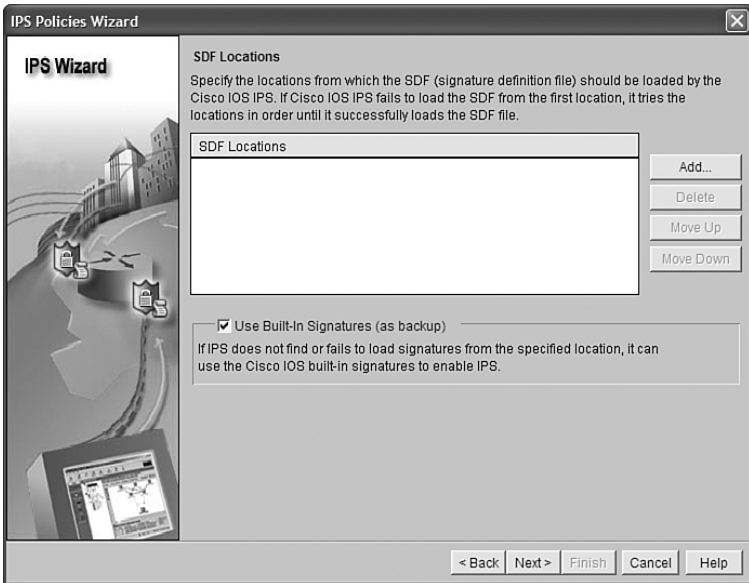 IPS Policies Wizard
IPS Wizard
SDF Locations
Specify the locations from which the SDF (signature definition file) should be loaded by the
Cisco IOS IPS. If Cisco IOS IPS fails to load the SDF from the first location, it tries the
locations in order until it successfully loads the SDF file.
SDF Locations
Add...
Delete
Move Up
Move Down
Use Built-In Signatures (as backup)
If IPS does not find or fails to load signatures from the specified location, it can
use the Cisco IOS built-in signatures to enable IPS.
< Back Next > Finish Cancel Help